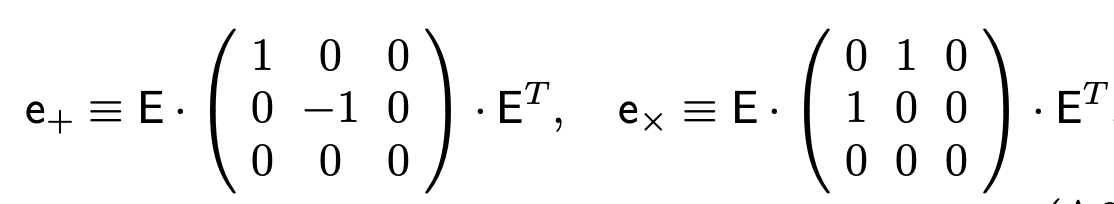 e₊ ≡ E · ( 1 0 0
0 −1 0
0 0 0 ) · Eᵀ, e× ≡ E · ( 0 1 0
1 0 0
0 0 0 ) · Eᵀ